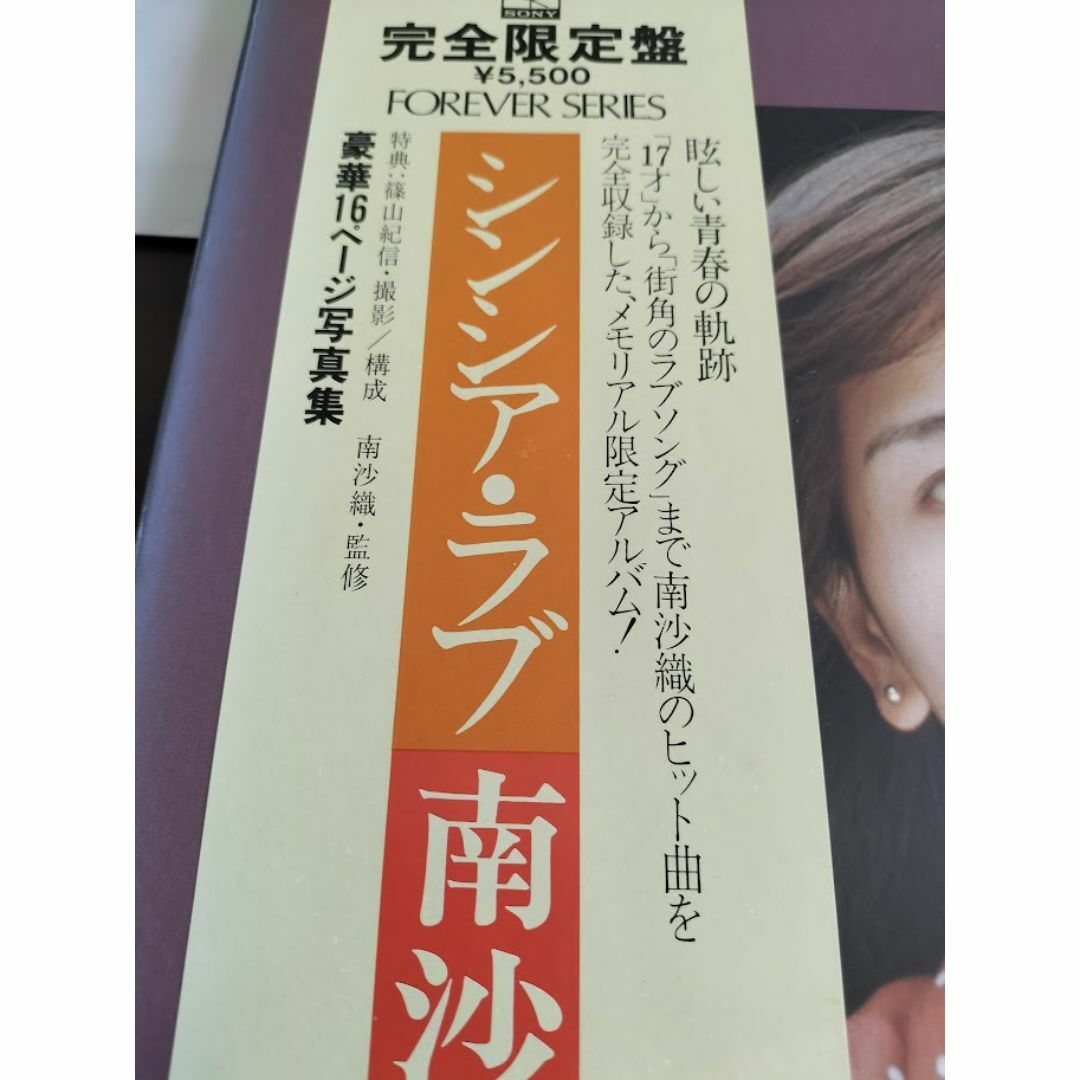 SONY
完全限定盤
¥5,500
FOREVER SERIES
眩しい青春の軌跡
「17才」から「街角のラブソング」まで南沙織のヒット曲を
完全収録した、メモリアル限定アルバム!
シンシア・ラブ
南沙
特典:篠山紀信・撮影/構成 南沙織・監修
豪華16ページ写真集